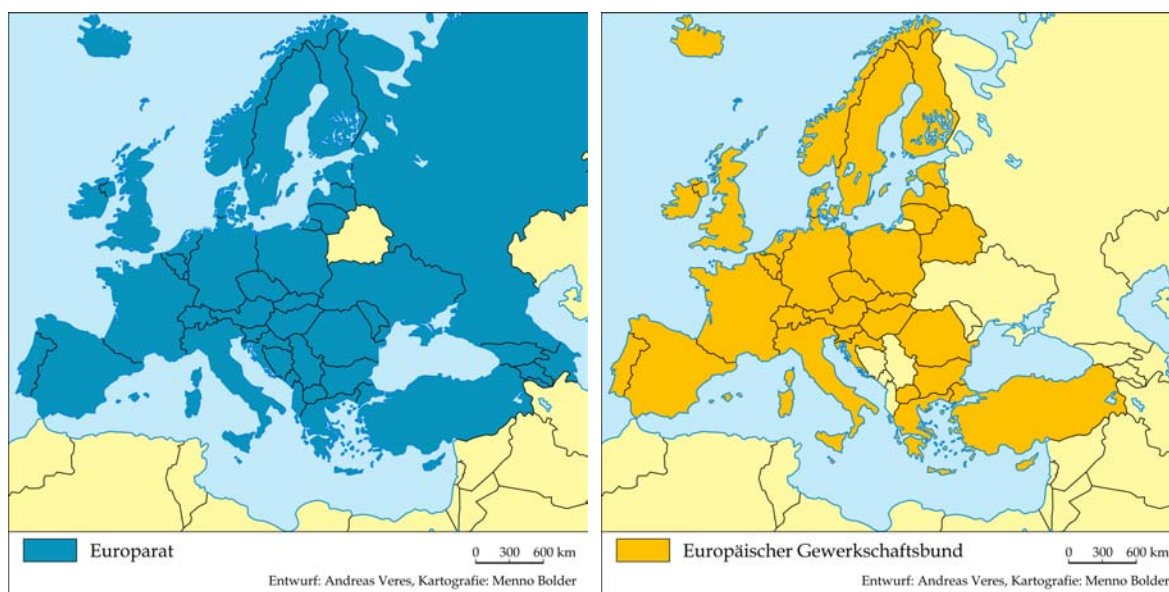 Europarat
0 300 600 km
Entwurf: Andreas Veres, Kartografie: Menno Bolder
Europäischer Gewerkschaftsbund
0 300 600 km
Entwurf: Andreas Veres, Kartografie: Menno Bolder